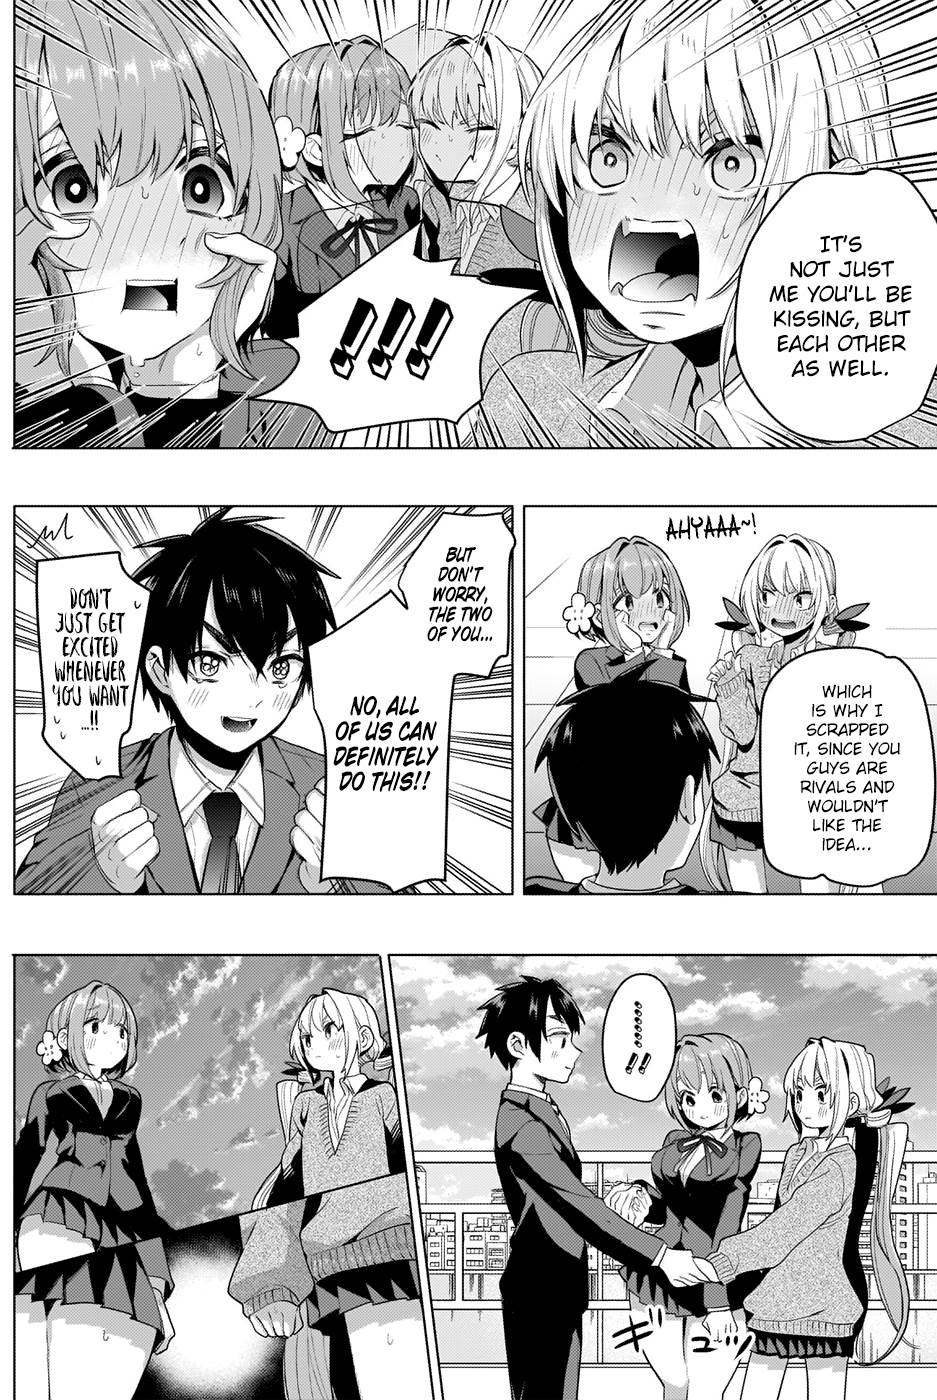 IT'S
NOT JUST
ME YOU'LL BE
KISSING, BUT
EACH OTHER
AS WELL.
!!!
AHYAAA~!
WHICH
IS WHY I
SCRAPPED
IT, SINCE YOU
GUYS ARE
RIVALS AND
WOULDN'T
LIKE THE
IDEA...
BUT
DON'T
WORRY,
THE TWO
OF YOU...
NO, ALL
OF US CAN
DEFINITELY
DO THIS!!
DON'T
JUST GET
EXCITED
WHENEVER
YOU WANT
...!!
......!!
ギュッ